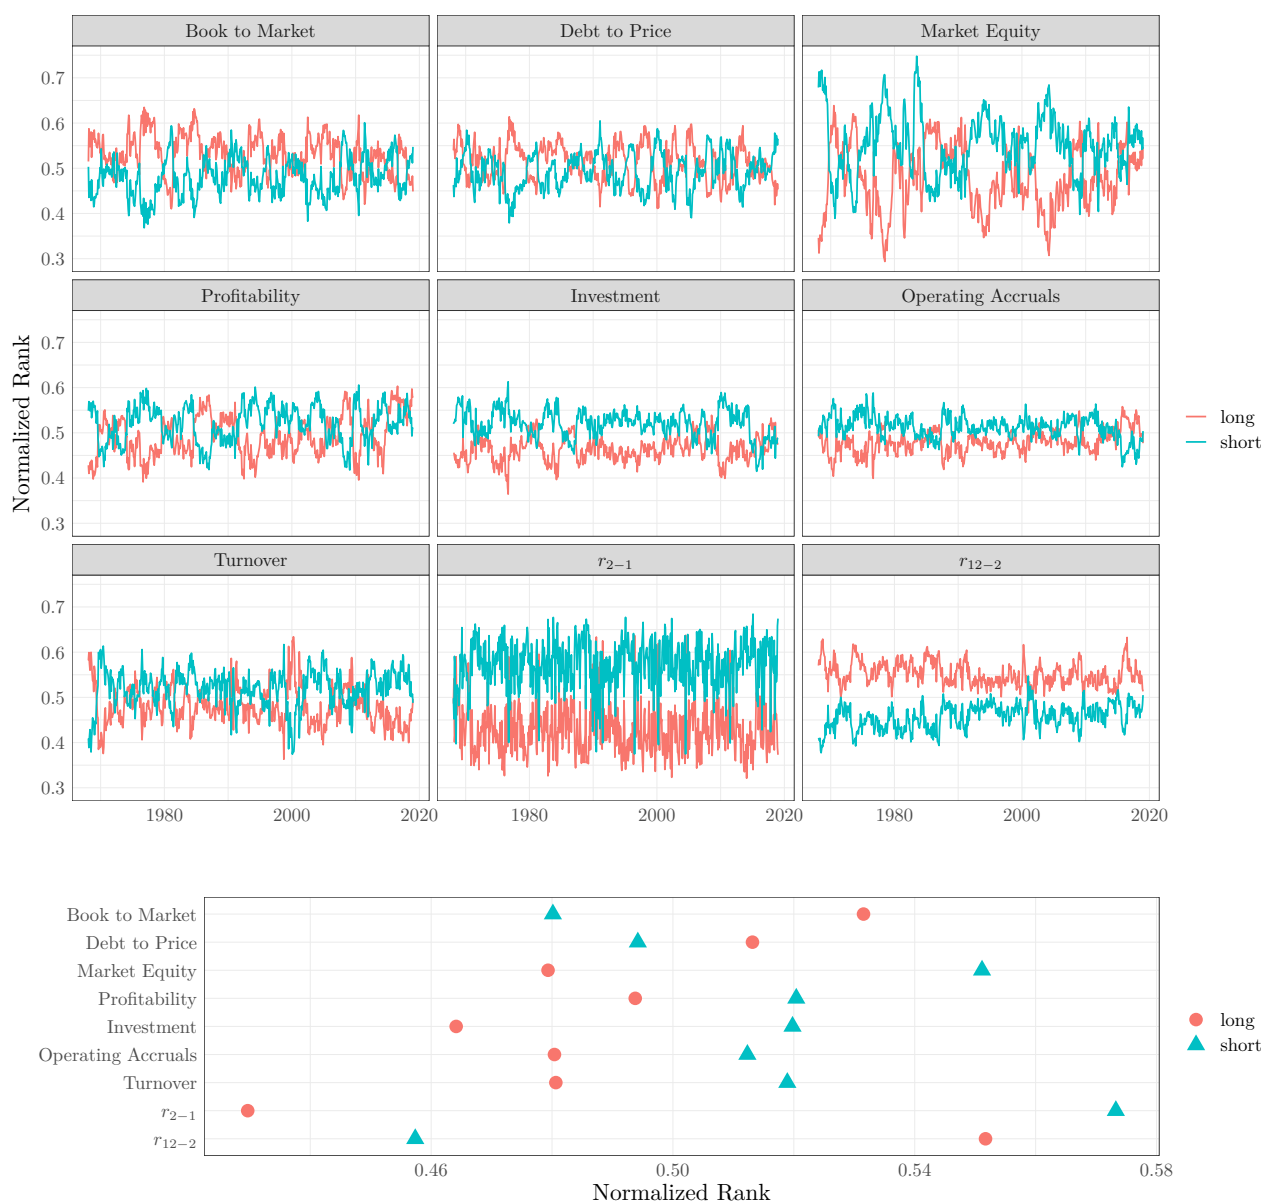 Book to Market Debt to Price Market Equity
0.7
0.6
0.5
0.4
0.3
Profitability Investment Operating Accruals
0.7
0.6
0.5
0.4
0.3
Normalized Rank
long
short
Turnover r₂₋₁ r₁₂₋₂
0.7
0.6
0.5
0.4
0.3
1980 2000 2020 1980 2000 2020 1980 2000 2020
Book to Market
Debt to Price
Market Equity
Profitability
Investment
Operating Accruals
Turnover
r₂₋₁
r₁₂₋₂
long
short
0.46 0.50 0.54 0.58
Normalized Rank